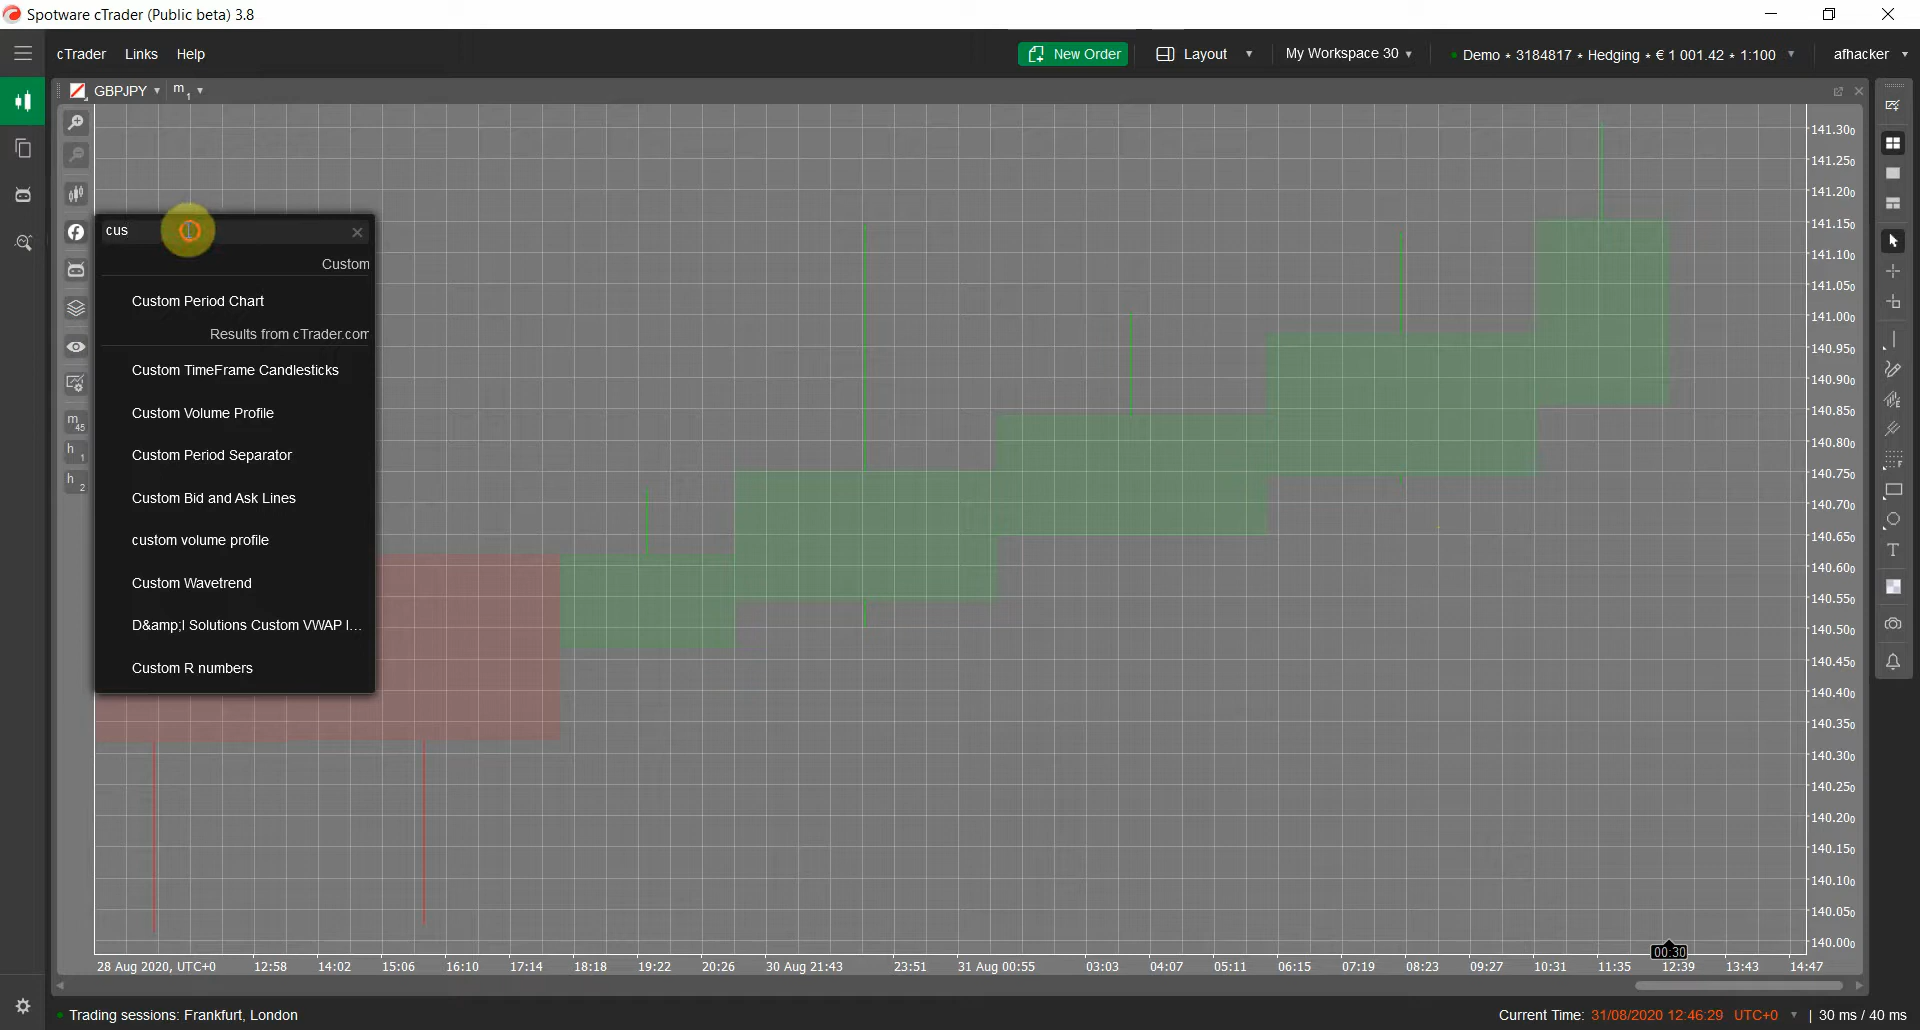 Spotware cTrader (Public beta) 3.8
cTrader Links Help
New Order Layout My Workspace 30 Demo • 3184817 • Hedging • € 1 001.42 • 1:100 afhacker
GBPJPY m1
cus
Custom
Custom Period Chart
Results from cTrader.com
Custom TimeFrame Candlesticks
Custom Volume Profile
Custom Period Separator
Custom Bid and Ask Lines
custom volume profile
Custom Wavetrend
D&amp;I Solutions Custom VWAP I...
Custom R numbers
m45
h1
h2
141.300
141.250
141.200
141.150
141.100
141.050
141.000
140.950
140.900
140.850
140.800
140.750
140.700
140.650
140.600
140.550
140.500
140.450
140.400
140.350
140.300
140.250
140.200
140.150
140.100
140.050
140.000
00:30
28 Aug 2020, UTC+0 12:58 14:02 15:06 16:10 17:14 18:18 19:22 20:26 30 Aug 21:43 23:51 31 Aug 00:55 03:03 04:07 05:11 06:15 07:19 08:23 09:27 10:31 11:35 12:39 13:43 14:47
Trading sessions: Frankfurt, London
Current Time: 31/08/2020 12:46:29 UTC+0 | 30 ms / 40 ms